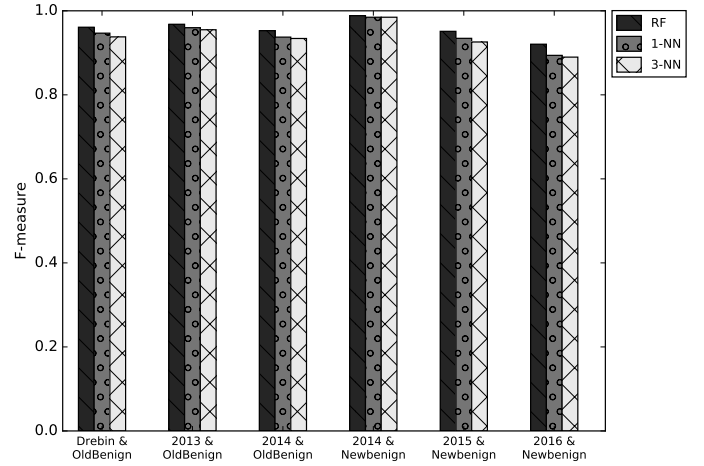 1.0
0.8
0.6
0.4
0.2
0.0
F-measure
Drebin &
OldBenign
2013 &
OldBenign
2014 &
OldBenign
2014 &
Newbenign
2015 &
Newbenign
2016 &
Newbenign
RF
1-NN
3-NN